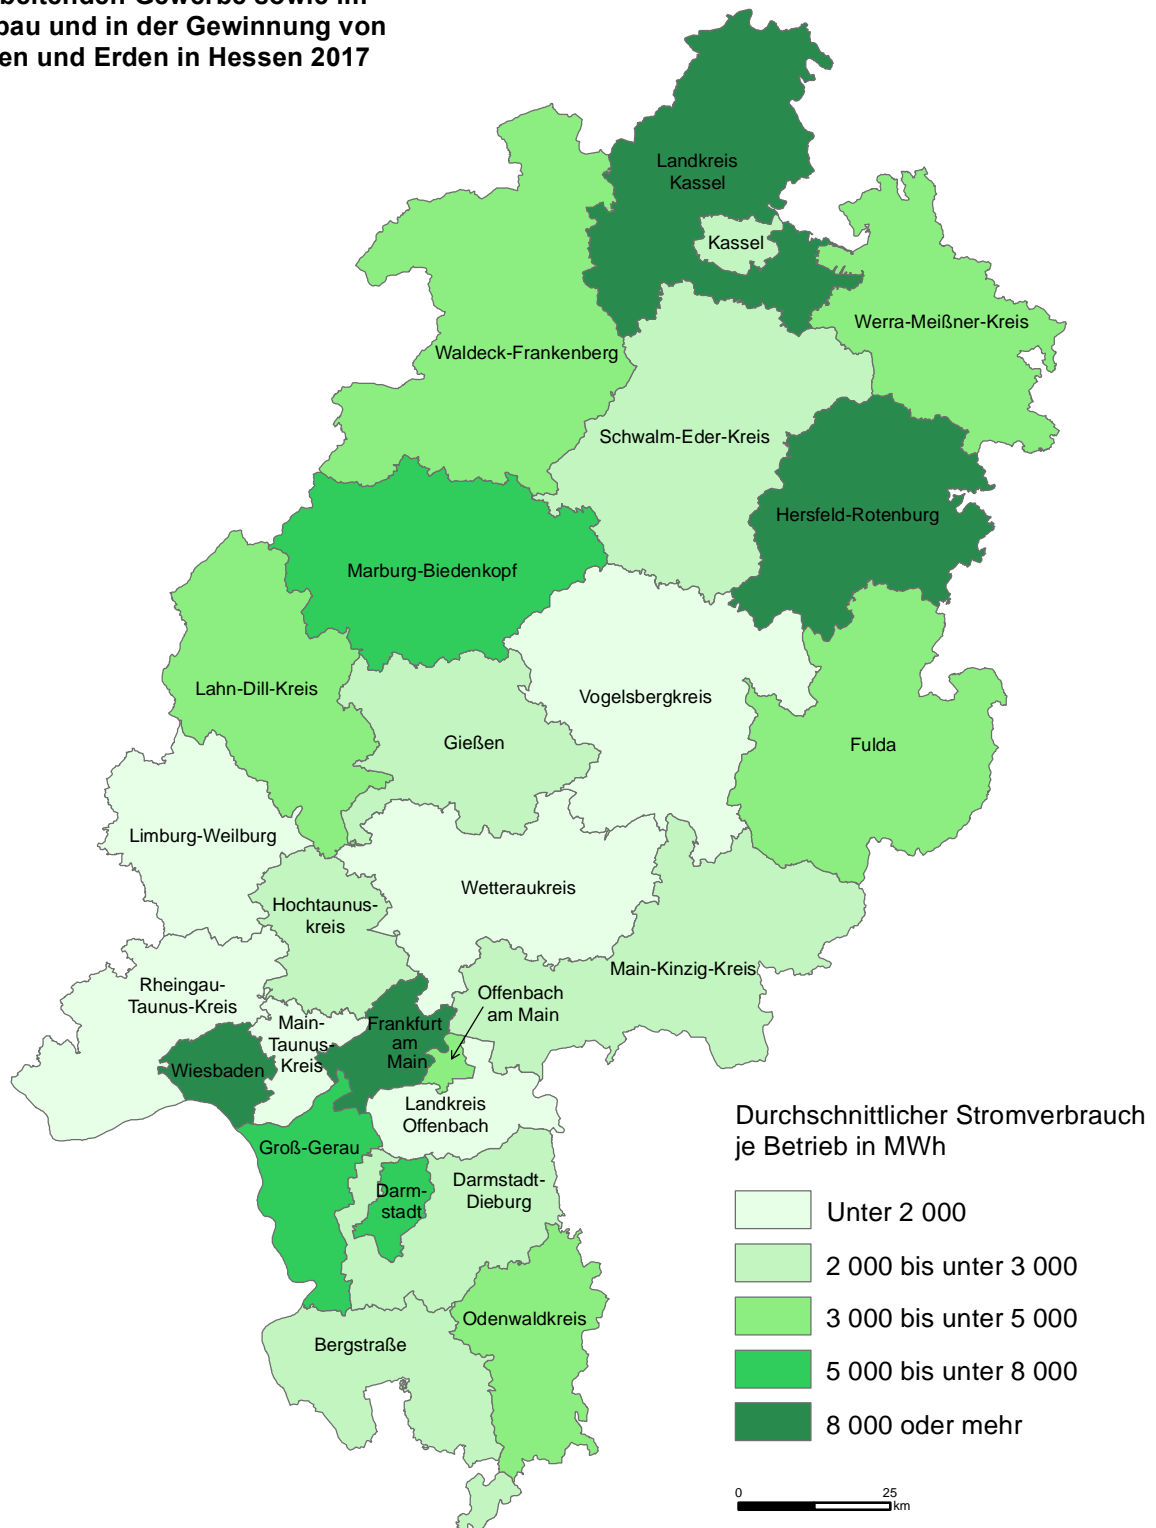 Gewerbe sowie im
und in der Gewinnung von
und Erden in Hessen 2017
Landkreis
Kassel
Kassel
Werra-Meißner-Kreis
Waldeck-Frankenberg
Schwalm-Eder-Kreis
Hersfeld-Rotenburg
Marburg-Biedenkopf
Lahn-Dill-Kreis
Vogelsbergkreis
Gießen
Fulda
Limburg-Weilburg
Wetteraukreis
Hochtaunus-
kreis
Main-Kinzig-Kreis
Rheingau-
Taunus-Kreis
Offenbach
am Main
Main-
Taunus-
Kreis
Frankfurt
am
Main
Wiesbaden
Landkreis
Offenbach
Groß-Gerau
Darm-
stadt
Darmstadt-
Dieburg
Odenwaldkreis
Bergstraße
Durchschnittlicher Stromverbrauch
je Betrieb in MWh
Unter 2 000
2 000 bis unter 3 000
3 000 bis unter 5 000
5 000 bis unter 8 000
8 000 oder mehr
0 25
km